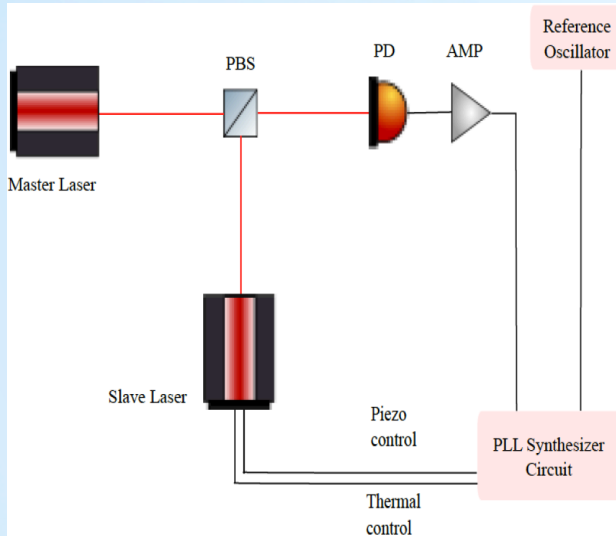 Reference
Oscillator
PBS
PD
AMP
Master Laser
Slave Laser
Piezo
control
PLL Synthesizer
Circuit
Thermal
control